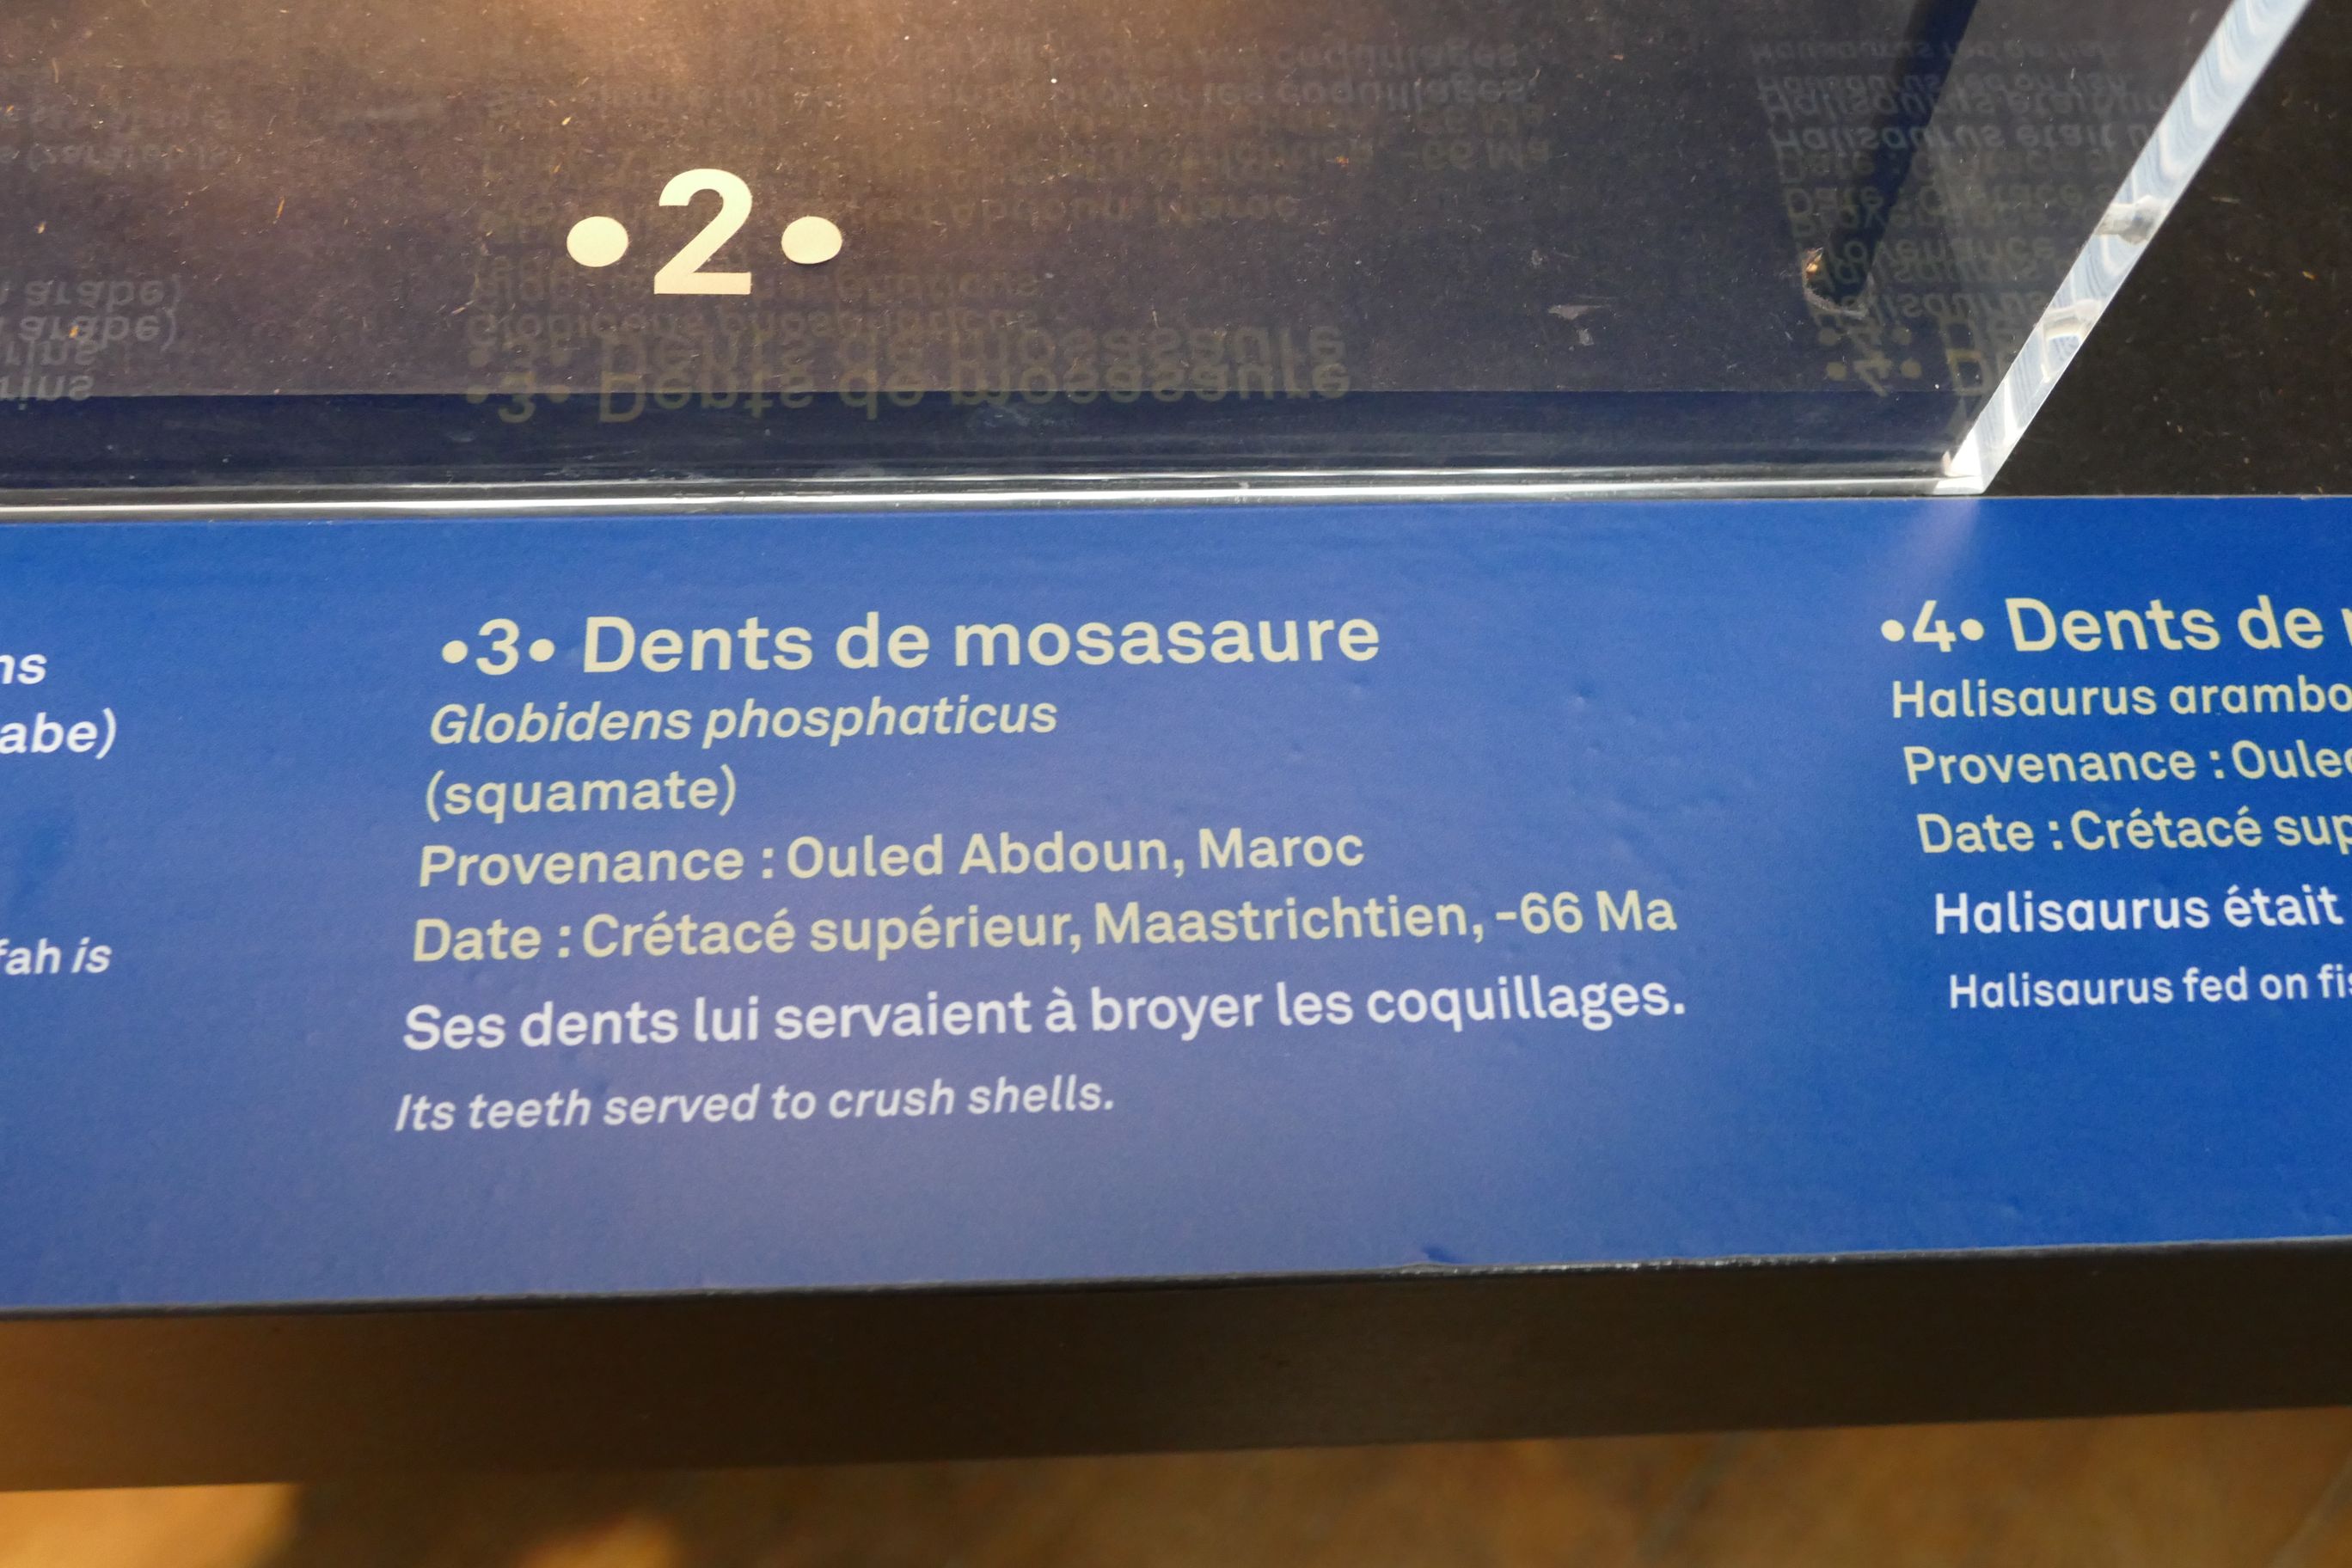 •2•
ns
abe)
fah is
•3• Dents de mosasaure
Globidens phosphaticus
(squamate)
Provenance : Ouled Abdoun, Maroc
Date : Crétacé supérieur, Maastrichtien, -66 Ma
Ses dents lui servaient à broyer les coquillages.
Its teeth served to crush shells.
•4• Dents de
Halisaurus arambo
Provenance : Ouled
Date : Crétacé sup
Halisaurus était
Halisaurus fed on fis